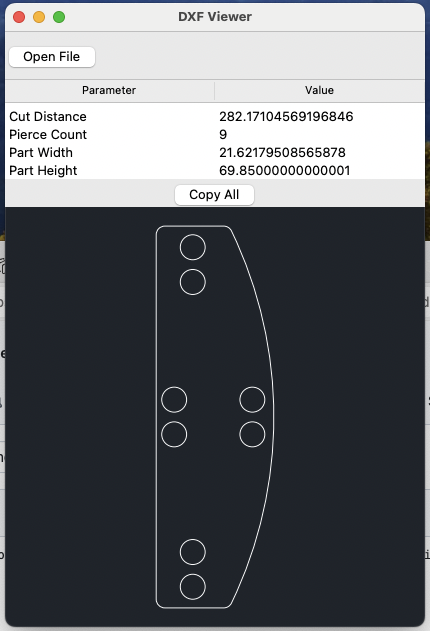 DXF Viewer
Open File
Parameter Value
Cut Distance 282.17104569196846
Pierce Count 9
Part Width 21.62179508565878
Part Height 69.85000000000001
Copy All